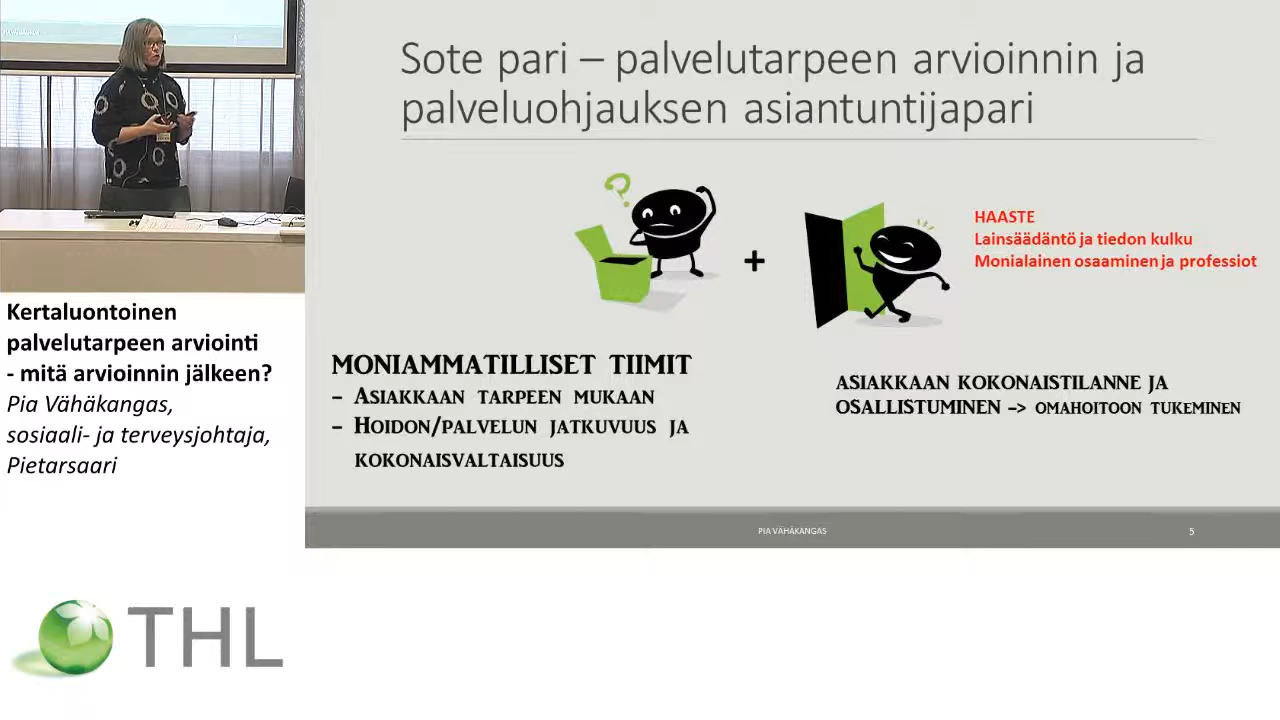 Sote pari – palvelutarpeen arvioinnin ja
palveluohjauksen asiantuntijapari
HAASTE
Lainsäädäntö ja tiedon kulku
Monialainen osaaminen ja professiot
?
+
MONIAMMATILLISET TIIMIT
– ASIAKKAAN TARPEEN MUKAAN
– HOIDON/PALVELUN JATKUVUUS JA
KOKONAISVALTAISUUS
ASIAKKAAN KOKONAISTILANNE JA
OSALLISTUMINEN –> OMAHOITOON TUKEMINEN
PIA VÄHÄKANGAS
5
Kertaluontoinen
palvelutarpeen arviointi
- mitä arvioinnin jälkeen?
Pia Vähäkangas,
sosiaali- ja terveysjohtaja,
Pietarsaari
THL